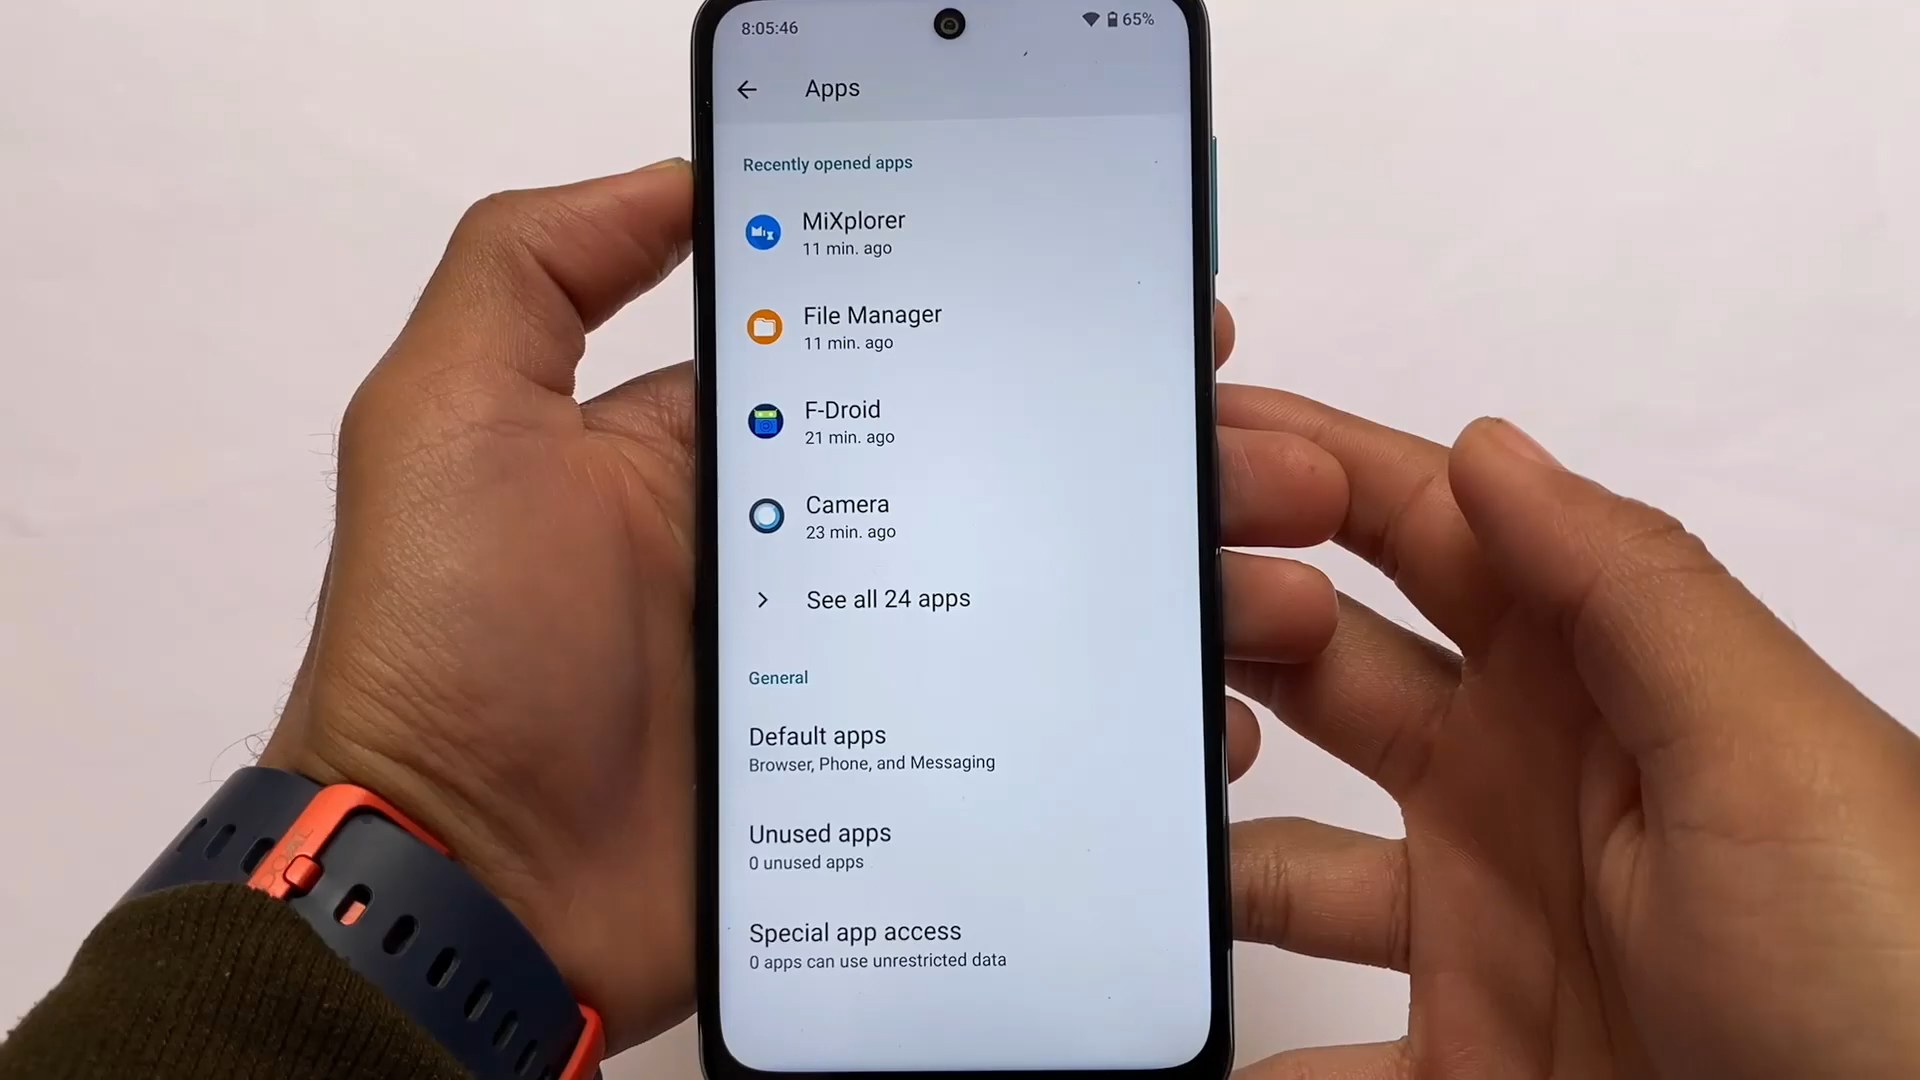 8:05:46
65%
Apps
Recently opened apps
MiXplorer
11 min. ago
File Manager
11 min. ago
F-Droid
21 min. ago
Camera
23 min. ago
See all 24 apps
General
Default apps
Browser, Phone, and Messaging
Unused apps
0 unused apps
Special app access
0 apps can use unrestricted data